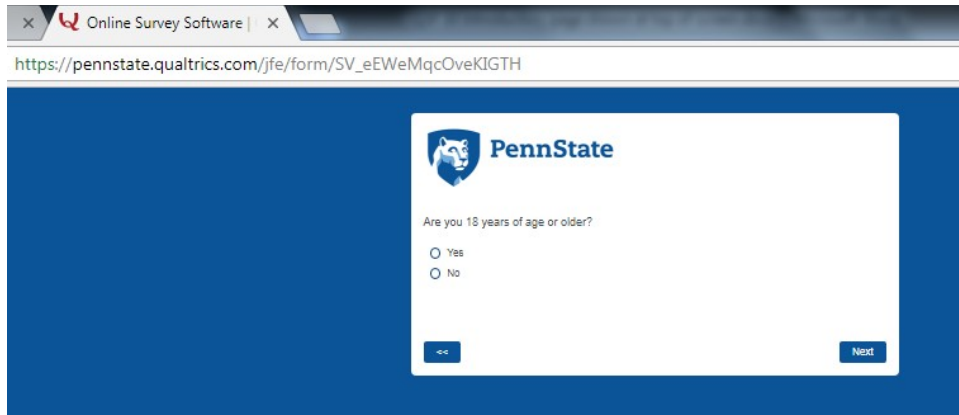 Online Survey Software |
https://pennstate.qualtrics.com/jfe/form/SV_eEWeMqcOveKIGTH
PennState
Are you 18 years of age or older?
Yes
No
<< Next